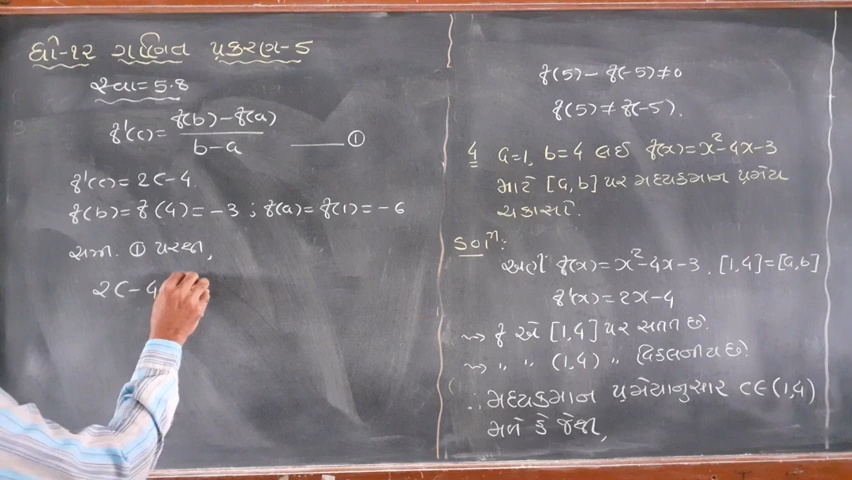 ધો-૧૨ ગણિત પ્રકરણ-5
સ્વા=5.8
f'(c) = f(b)-f(a) / b-a ——— ①
f'(c) = 2c-4.
f(b) = f(4) = -3 ; f(a) = f(1) = -6
સમી. ① પરથી,
2c-4
f(5) - f(-5) ≠ 0
f(5) ≠ f(-5).
4 a=1, b=4 લઈ f(x) = x²-4x-3
માટે [a,b] પર મધ્યકમાન પ્રમેય
ચકાસો.
Solⁿ:
અહીં f(x) = x²-4x-3, [1,4] = [a,b]
f'(x) = 2x-4
→ f એ [1,4] પર સતત છે.
→ " " (1,4) " વિકલનીય છે.
∴ મધ્યકમાન પ્રમેયાનુસાર c∈(1,4)
મળે કે જેથી,